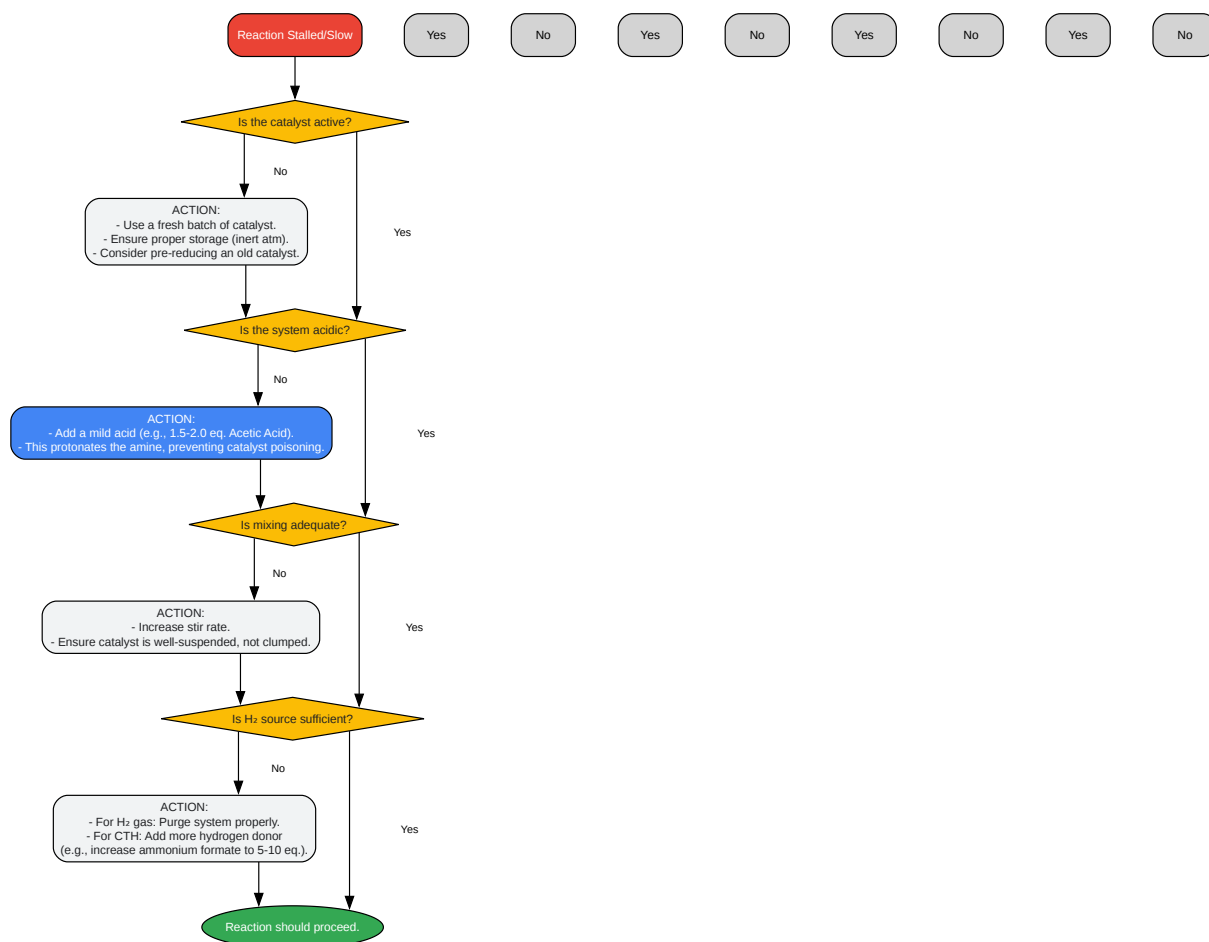 Reaction Stalled/Slow
Yes
No
Yes
No
Yes
No
Yes
No
Is the catalyst active?
No
ACTION:
- Use a fresh batch of catalyst.
- Ensure proper storage (inert atm).
- Consider pre-reducing an old catalyst.
Yes
Is the system acidic?
No
ACTION:
- Add a mild acid (e.g., 1.5-2.0 eq. Acetic Acid).
- This protonates the amine, preventing catalyst poisoning.
Yes
Is mixing adequate?
No
ACTION:
- Increase stir rate.
- Ensure catalyst is well-suspended, not clumped.
Yes
Is H₂ source sufficient?
No
ACTION:
- For H₂ gas: Purge system properly.
- For CTH: Add more hydrogen donor
(e.g., increase ammonium formate to 5-10 eq.).
Yes
Reaction should proceed.